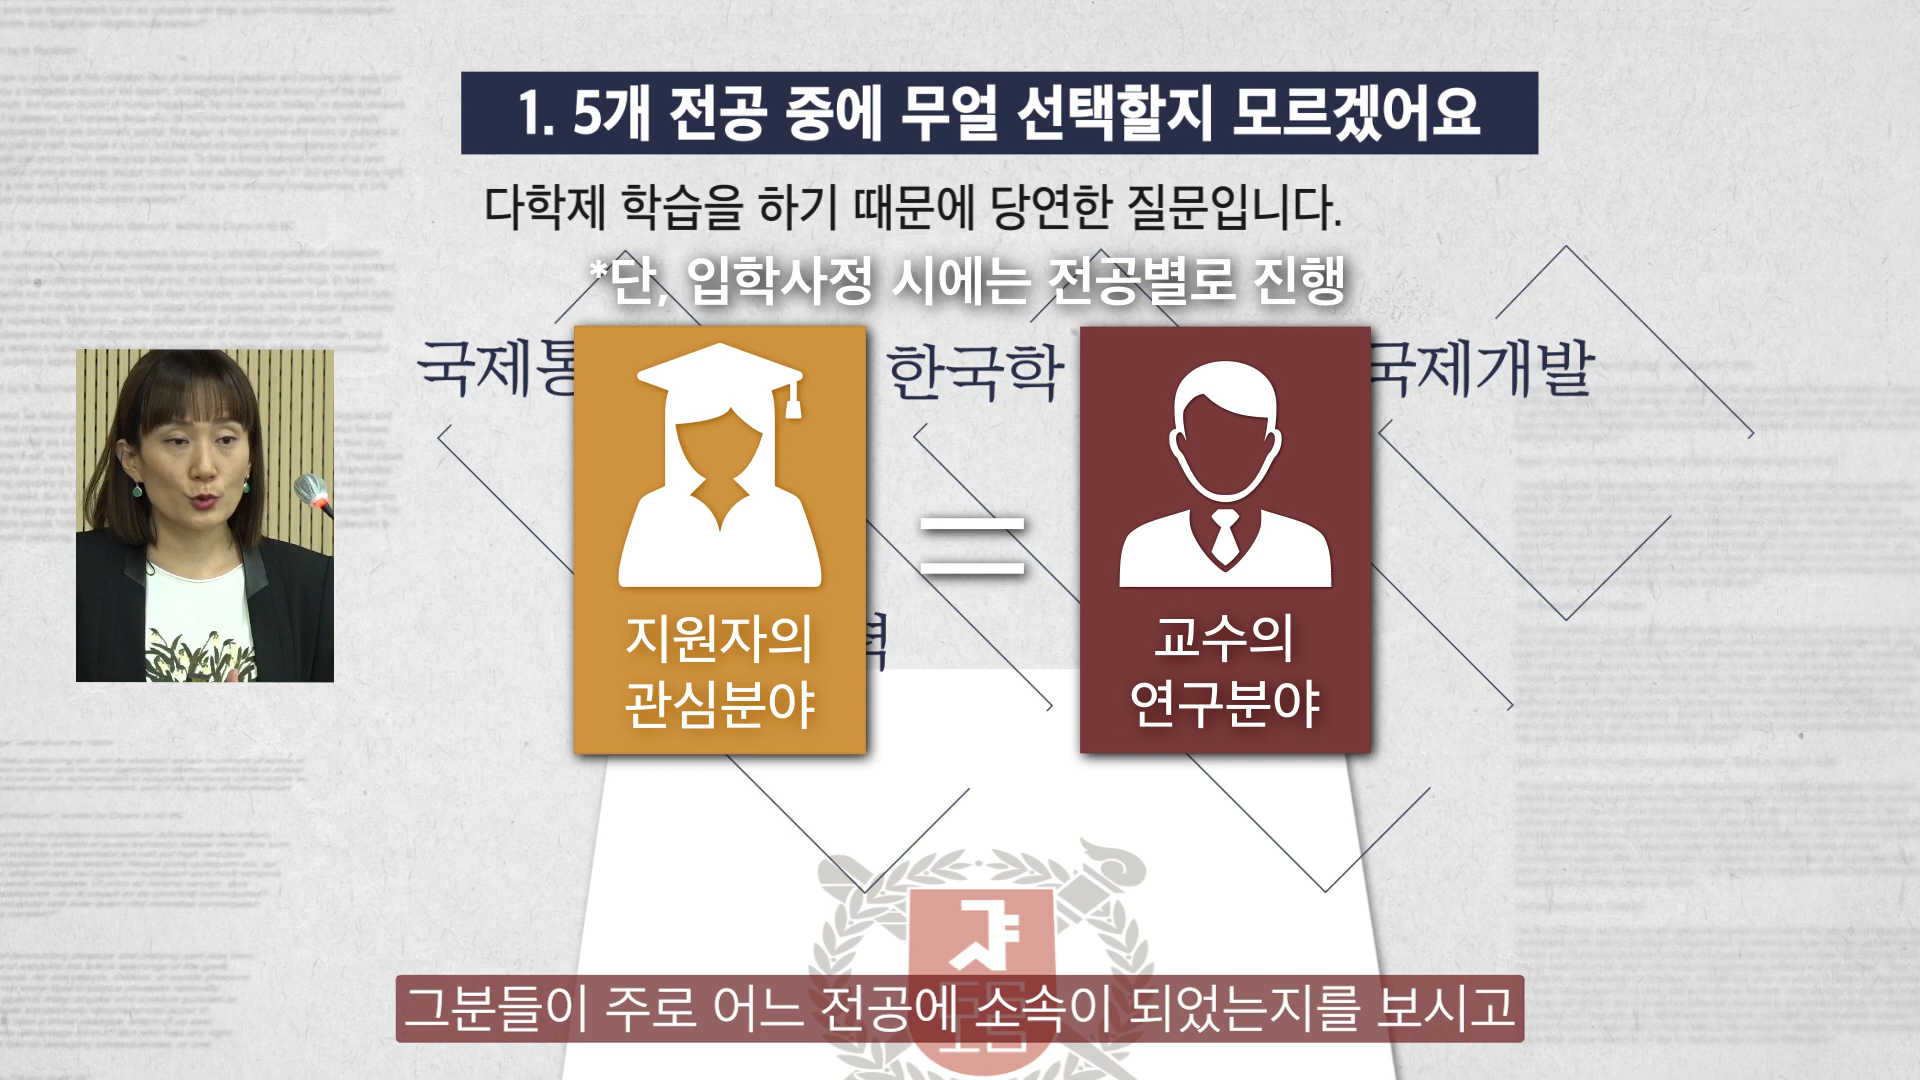 1. 5개 전공 중에 무얼 선택할지 모르겠어요
다학제 학습을 하기 때문에 당연한 질문입니다.
*단, 입학사정 시에는 전공별로 진행
국제통
한국학
국제개발
지원자의
관심분야
=
교수의
연구분야
그분들이 주로 어느 전공에 소속이 되었는지를 보시고